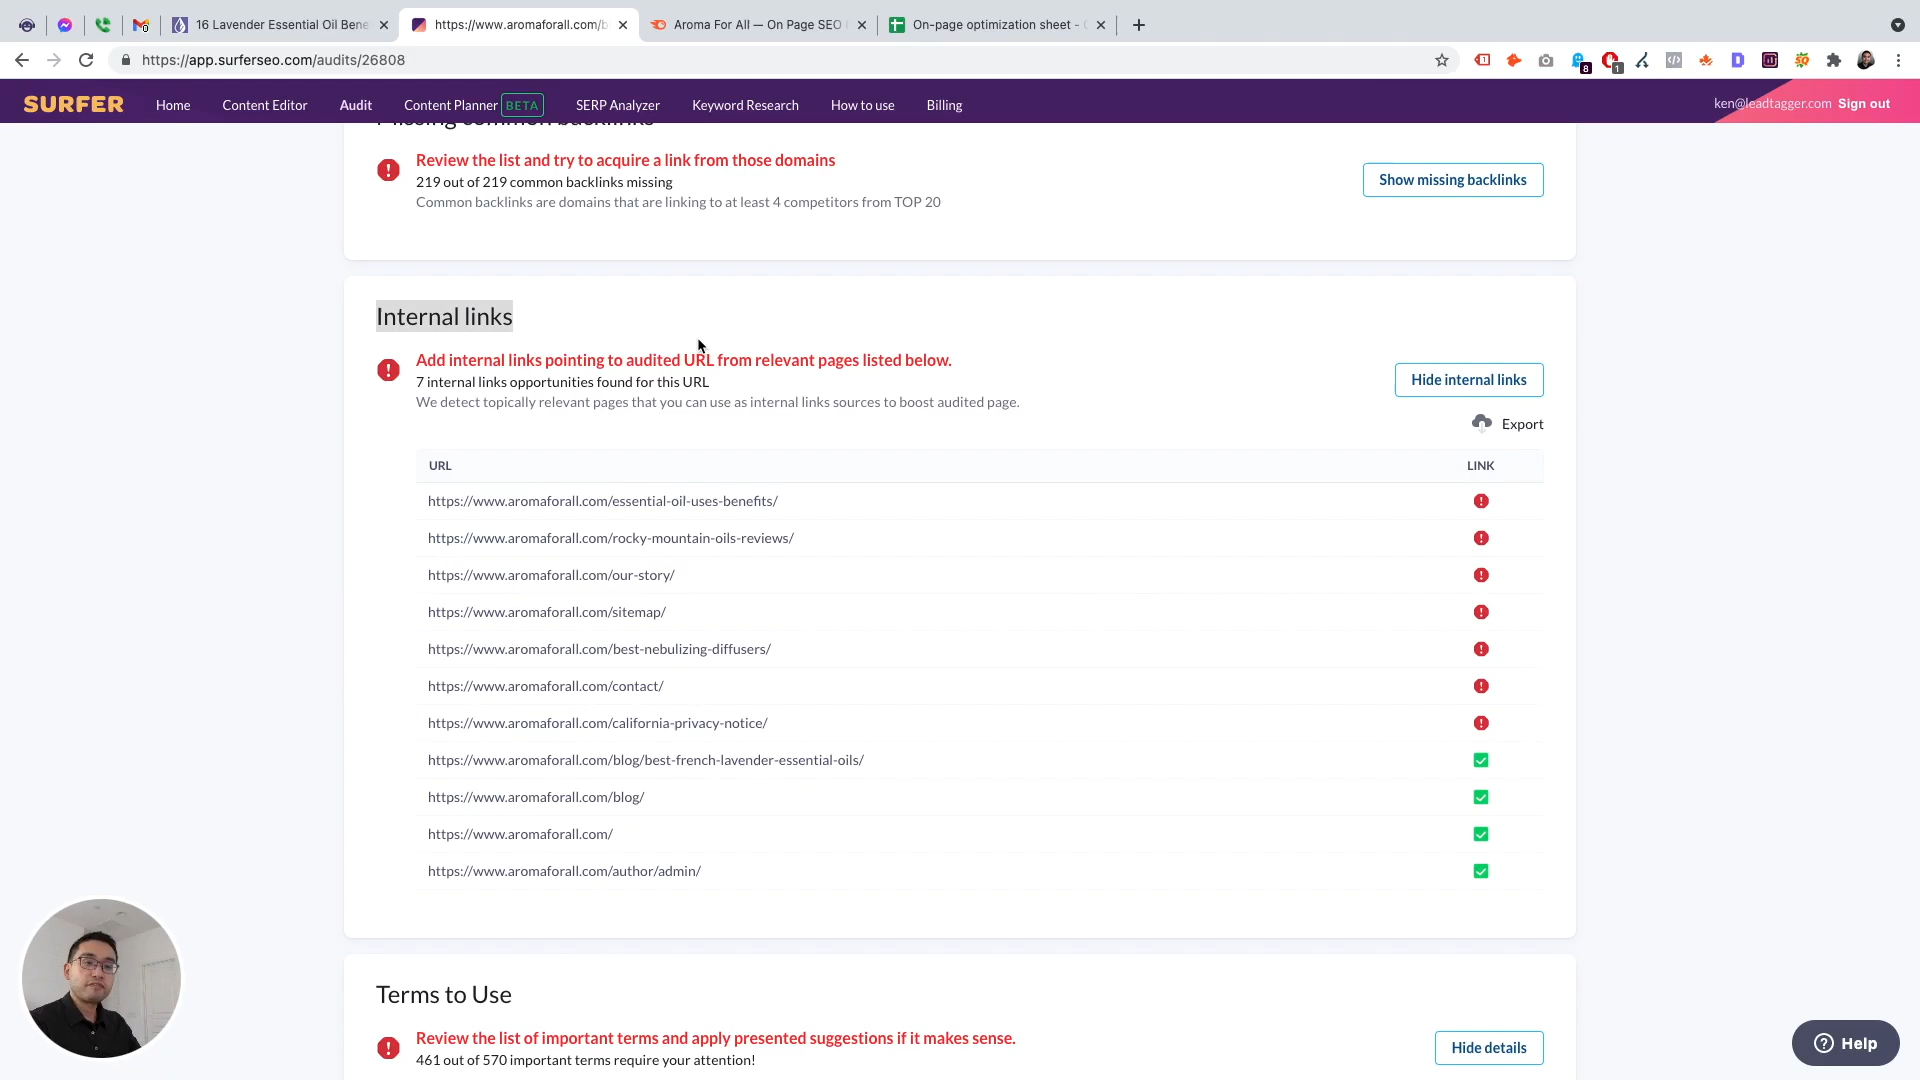 16 Lavender Essential Oil Bene
https://www.aromaforall.com/b
Aroma For All — On Page SEO
On-page optimization sheet -
https://app.surferseo.com/audits/26808
8
1
SURFER
Home
Content Editor
Audit
Content Planner BETA
SERP Analyzer
Keyword Research
How to use
Billing
ken@leadtagger.com Sign out
Missing common backlinks
Review the list and try to acquire a link from those domains
219 out of 219 common backlinks missing
Common backlinks are domains that are linking to at least 4 competitors from TOP 20
Show missing backlinks
Internal links
Add internal links pointing to audited URL from relevant pages listed below.
7 internal links opportunities found for this URL
We detect topically relevant pages that you can use as internal links sources to boost audited page.
Hide internal links
Export
URL
LINK
https://www.aromaforall.com/essential-oil-uses-benefits/
https://www.aromaforall.com/rocky-mountain-oils-reviews/
https://www.aromaforall.com/our-story/
https://www.aromaforall.com/sitemap/
https://www.aromaforall.com/best-nebulizing-diffusers/
https://www.aromaforall.com/contact/
https://www.aromaforall.com/california-privacy-notice/
https://www.aromaforall.com/blog/best-french-lavender-essential-oils/
https://www.aromaforall.com/blog/
https://www.aromaforall.com/
https://www.aromaforall.com/author/admin/
Terms to Use
Review the list of important terms and apply presented suggestions if it makes sense.
461 out of 570 important terms require your attention!
Hide details
Help